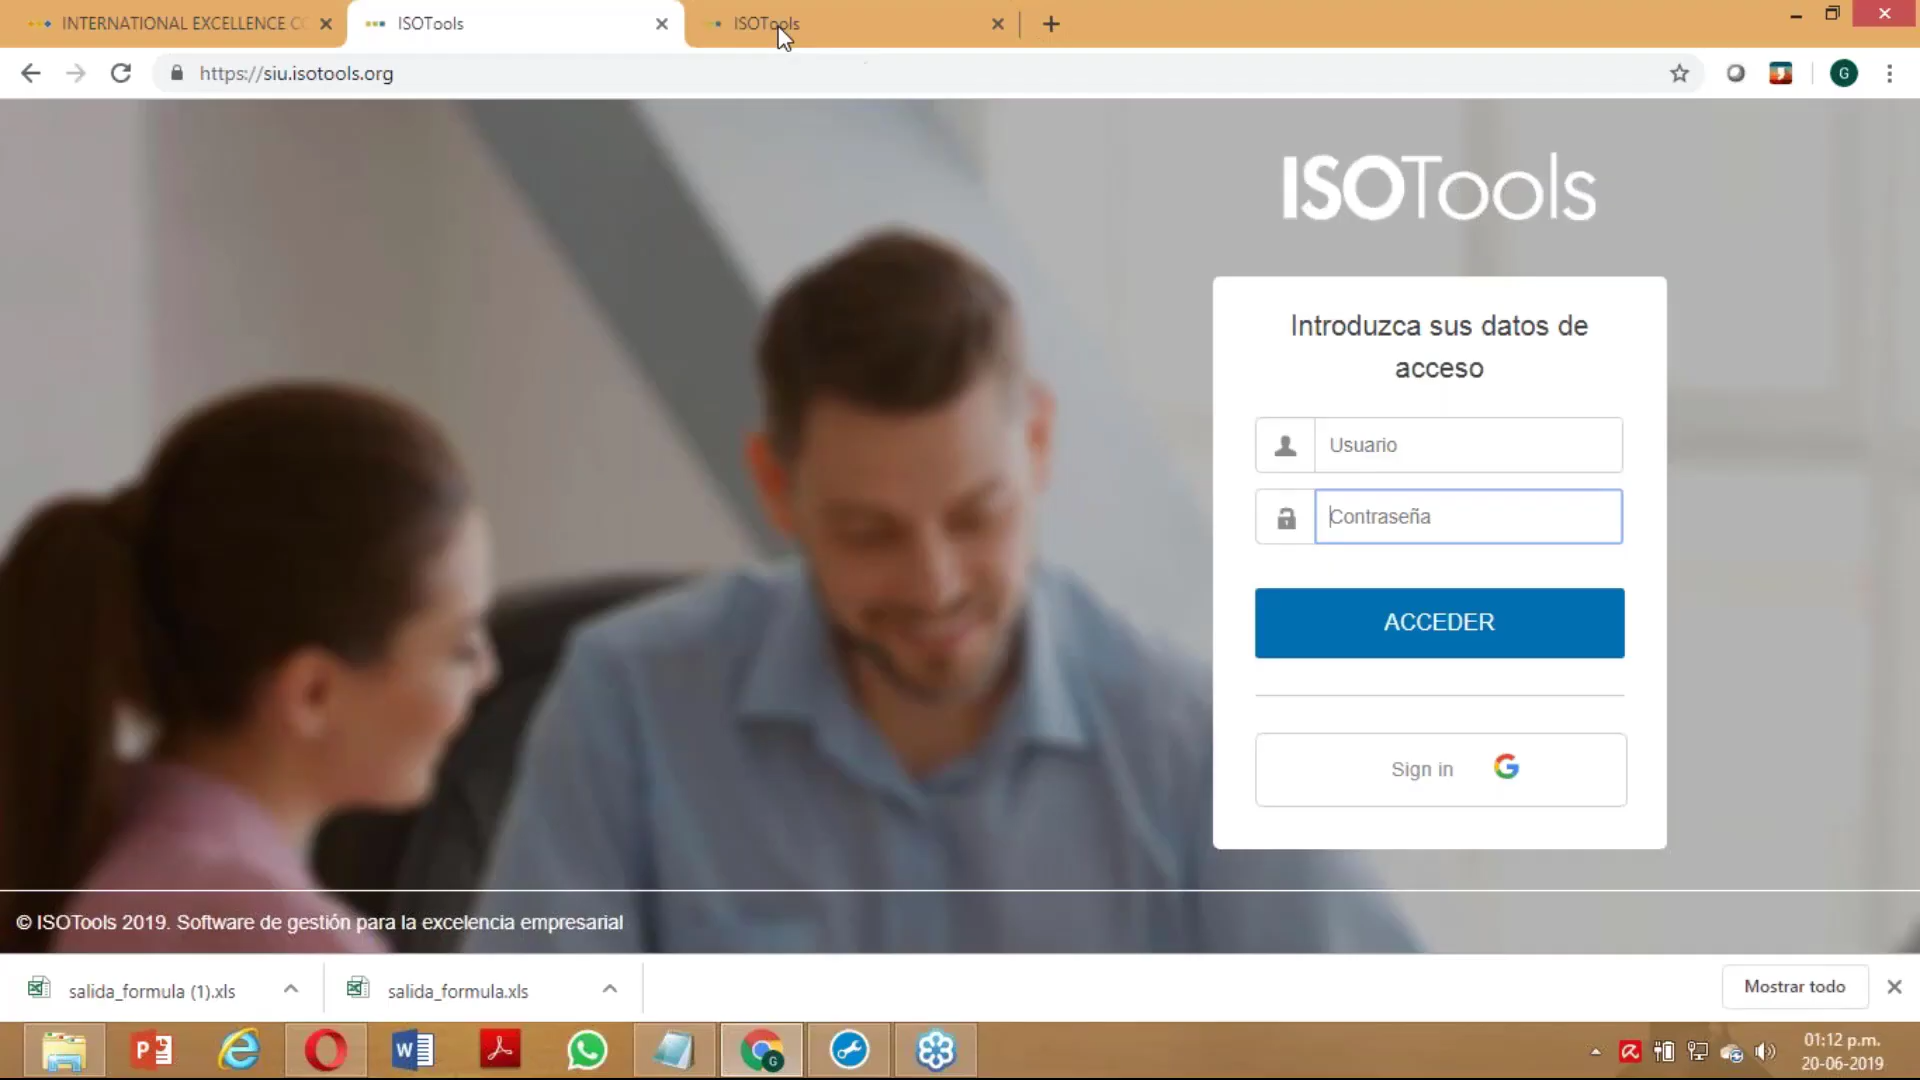 INTERNATIONAL EXCELLENCE CO
ISOTools
ISOTools
https://siu.isotools.org
G
ISOTools
Introduzca sus datos de
acceso
Usuario
Contraseña
ACCEDER
Sign in
© ISOTools 2019. Software de gestión para la excelencia empresarial
salida_formula (1).xls
salida_formula.xls
Mostrar todo
01:12 p.m.
20-06-2019